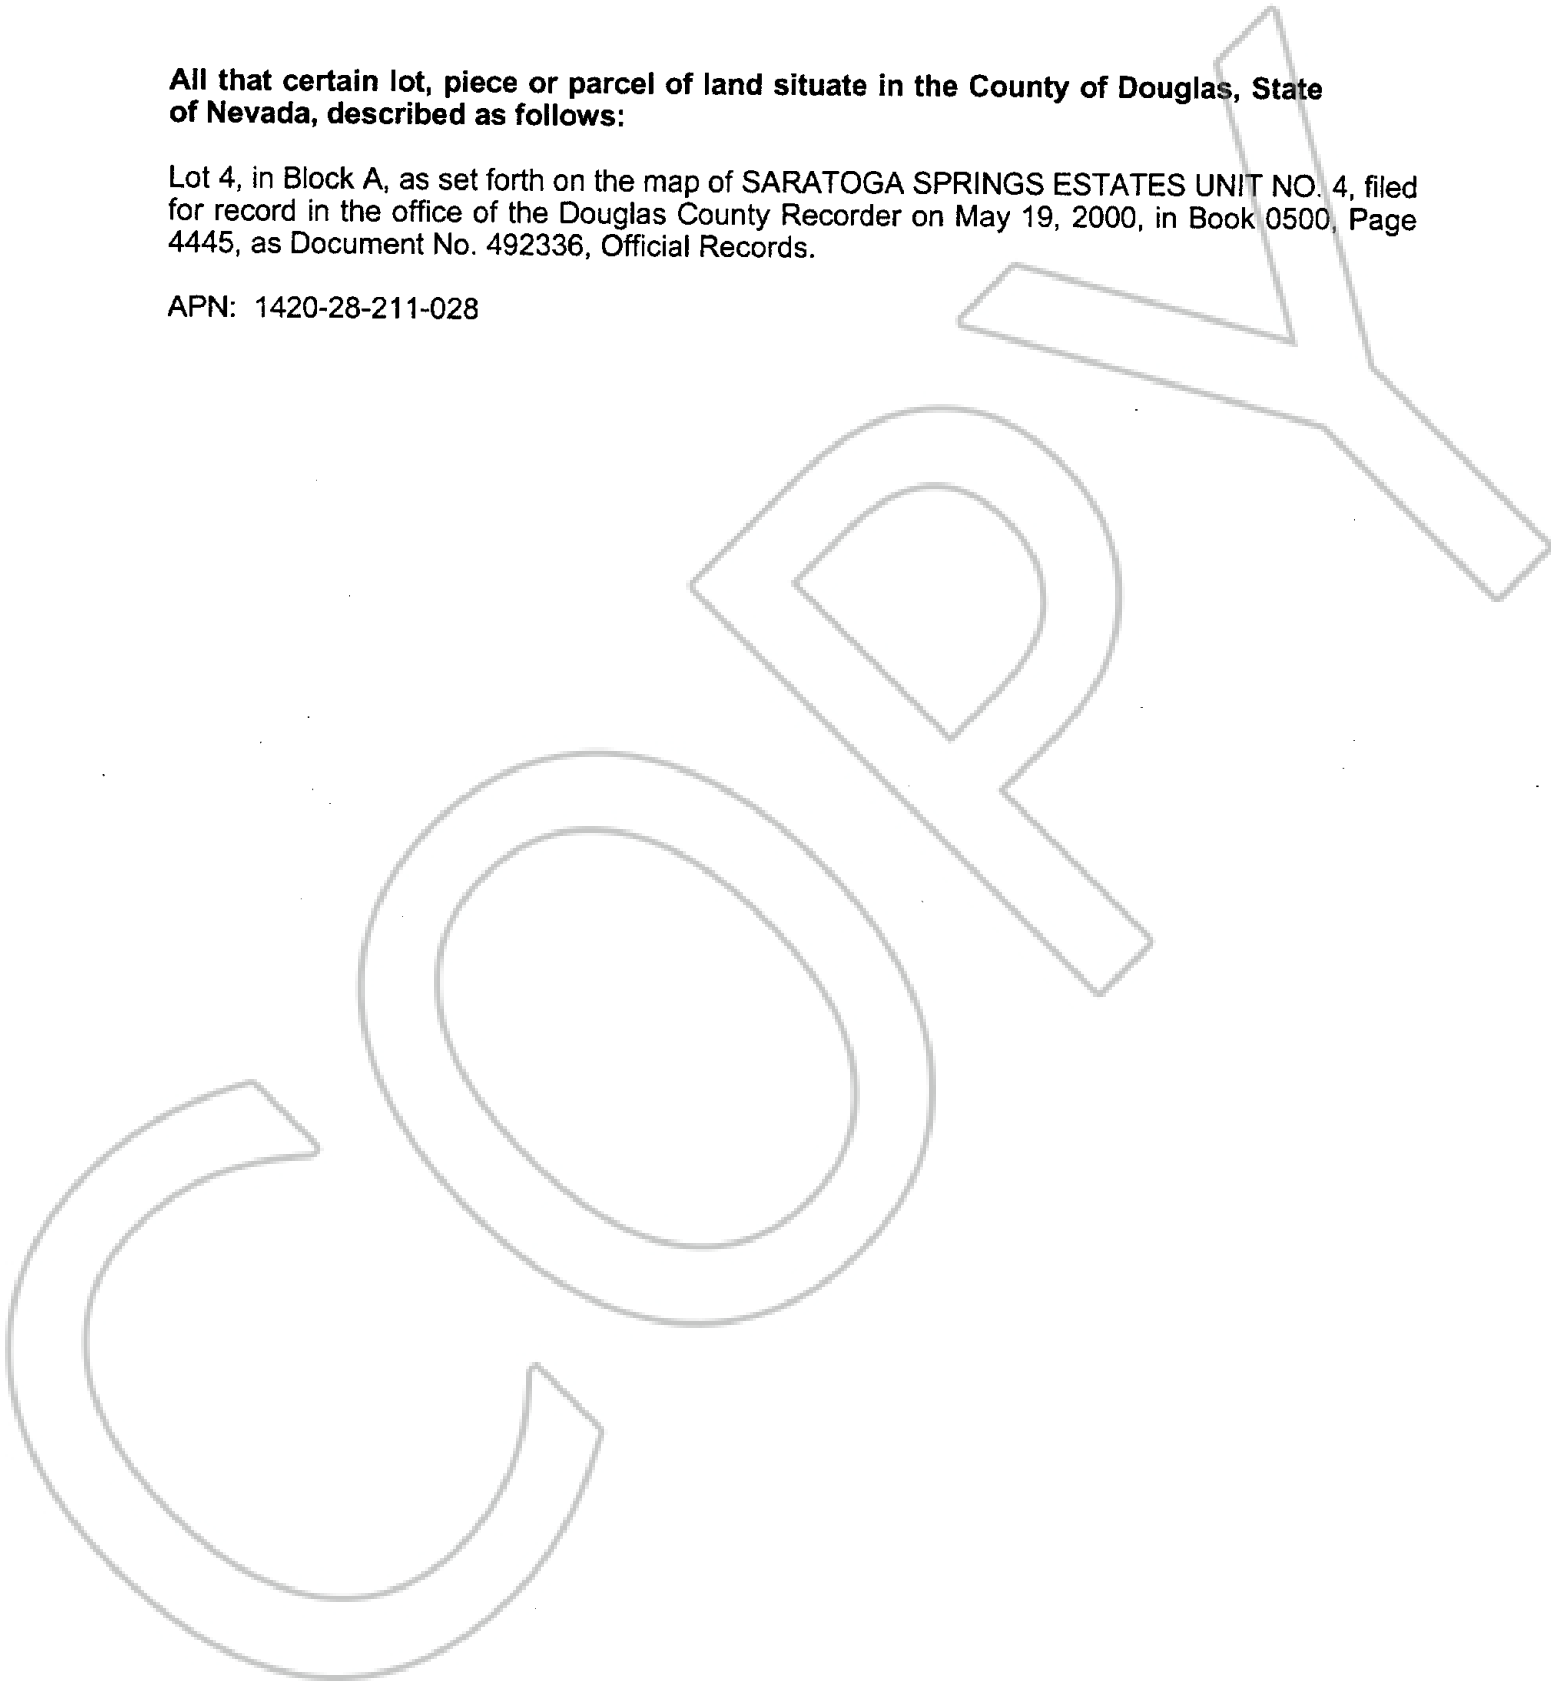 All that certain lot, piece or parcel of land situate in the County of Douglas, State
of Nevada, described as follows:
Lot 4, in Block A, as set forth on the map of SARATOGA SPRINGS ESTATES UNIT NO. 4, filed
for record in the office of the Douglas County Recorder on May 19, 2000, in Book 0500, Page
4445, as Document No. 492336, Official Records.
APN: 1420-28-211-028
COPY